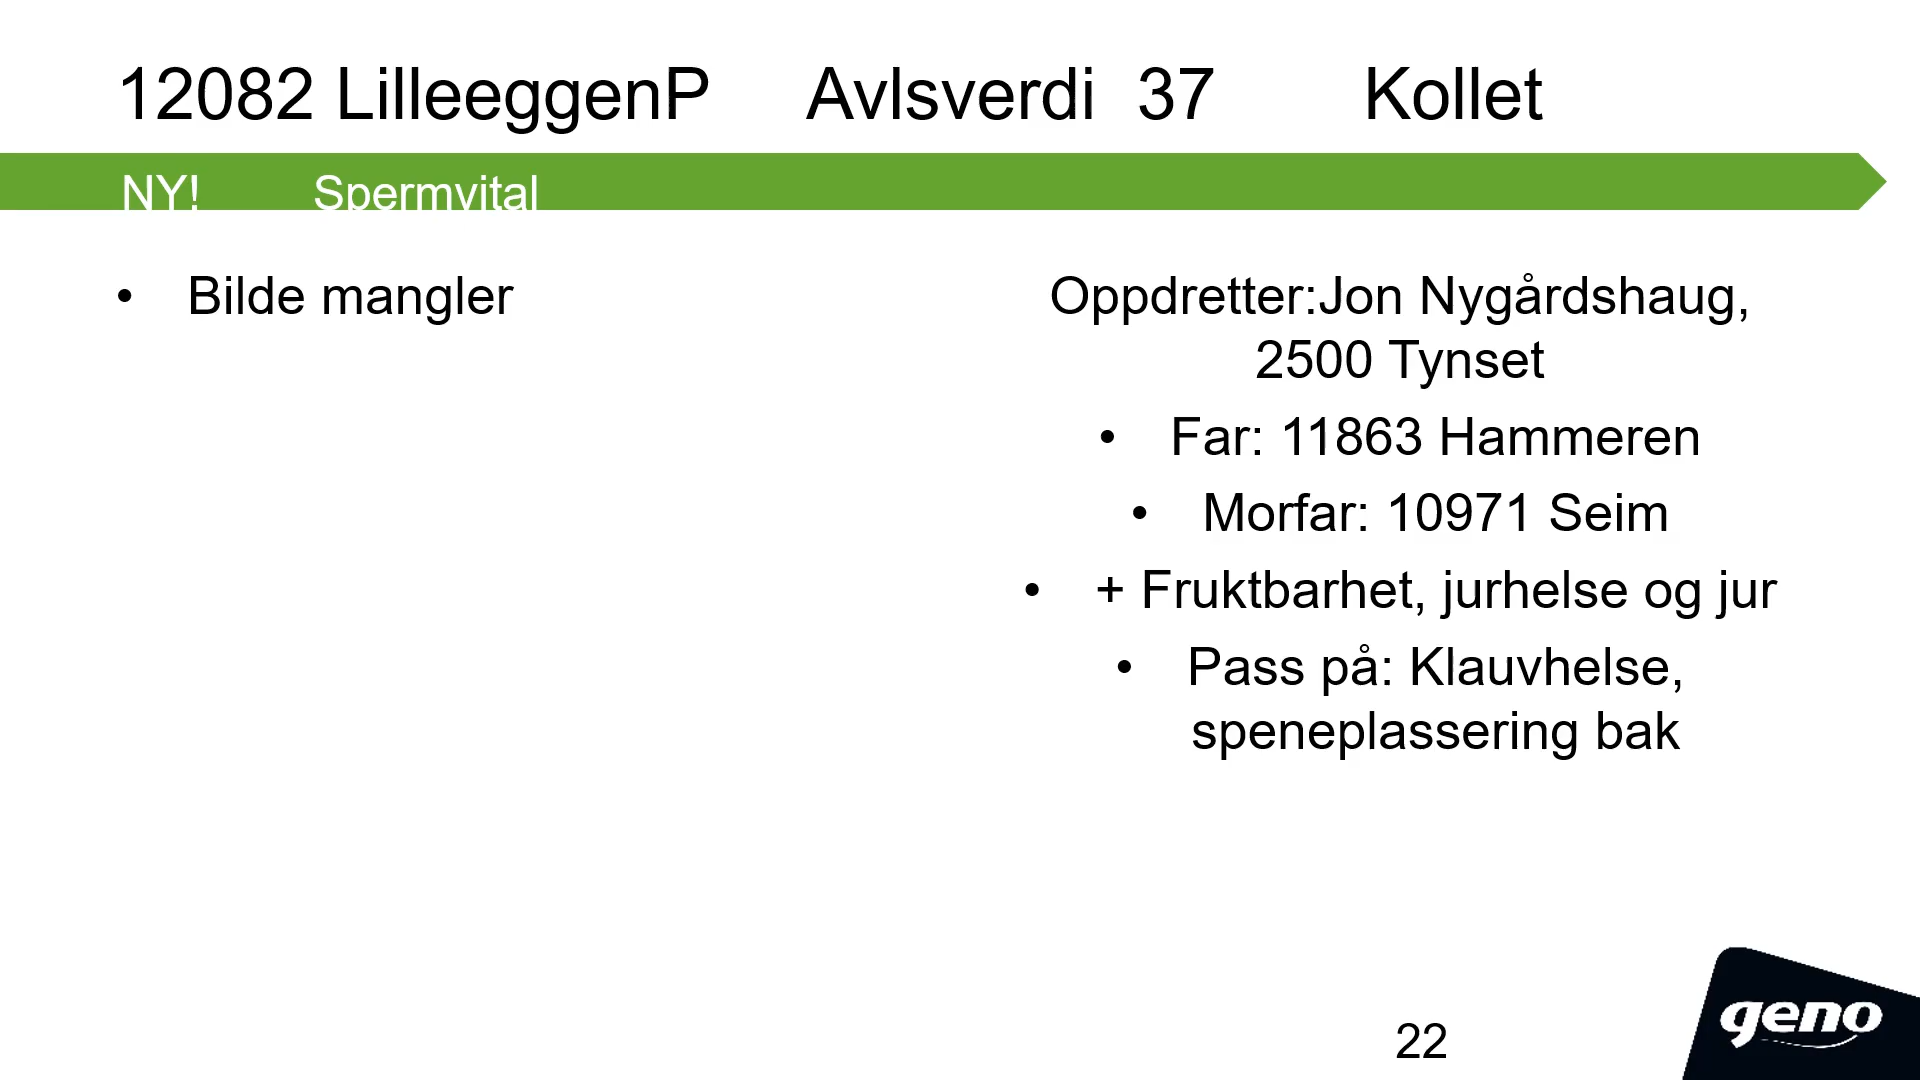 12082 LilleeggenP Avlsverdi 37 Kollet
NY! Spermvital
• Bilde mangler
Oppdretter:Jon Nygårdshaug,
2500 Tynset
• Far: 11863 Hammeren
• Morfar: 10971 Seim
• + Fruktbarhet, jurhelse og jur
• Pass på: Klauvhelse,
speneplassering bak
22
geno